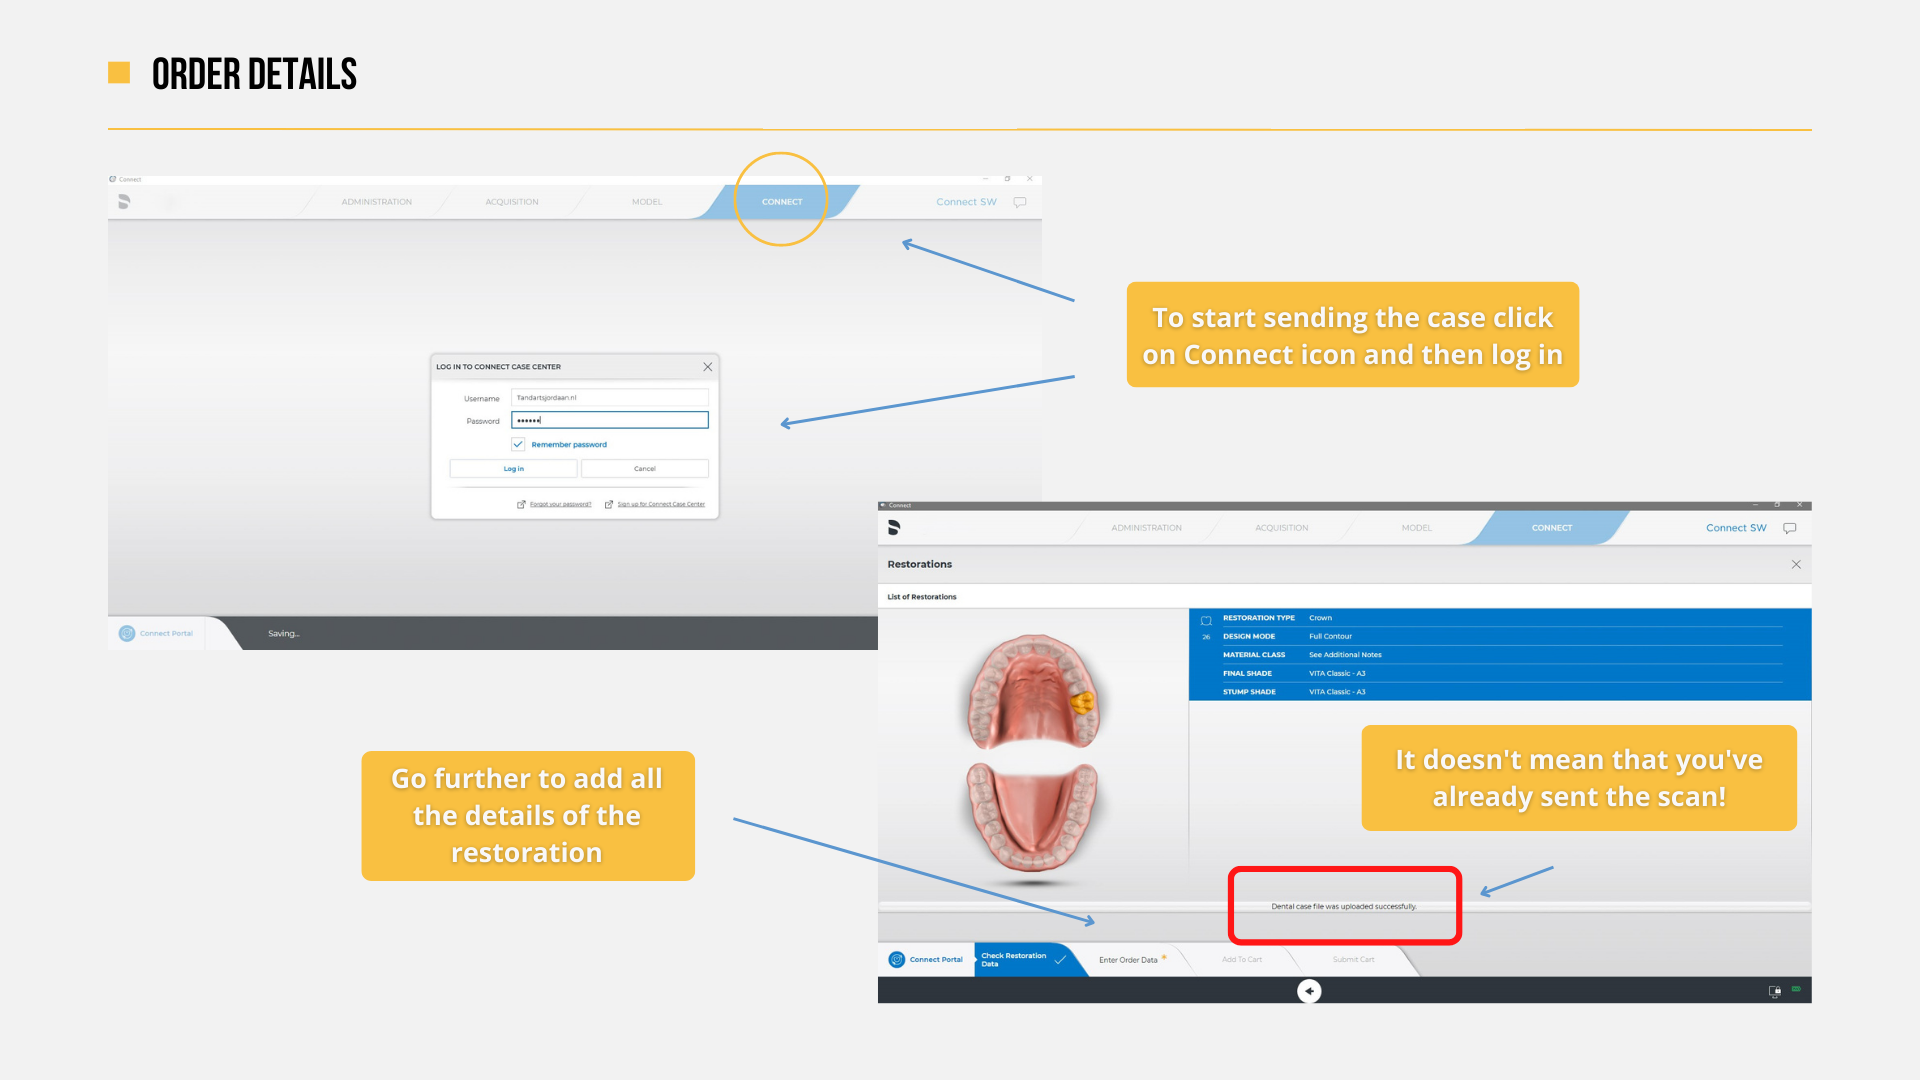 ORDER DETAILS
Connect
ADMINISTRATION
ACQUISITION
MODEL
CONNECT
Connect SW
To start sending the case click
on Connect icon and then log in
LOG IN TO CONNECT CASE CENTER
Username
Tandartsjordaan.nl
Password
••••••
Remember password
Log in
Cancel
Forgot your password?
Sign up for Connect Case Center
Connect Portal
Saving...
Connect
ADMINISTRATION
ACQUISITION
MODEL
CONNECT
Connect SW
Restorations
List of Restorations
26
RESTORATION TYPE Crown
DESIGN MODE Full Contour
MATERIAL CLASS See Additional Notes
FINAL SHADE VITA Classic - A3
STUMP SHADE VITA Classic - A3
It doesn't mean that you've
already sent the scan!
Go further to add all
the details of the
restoration
Dental case file was uploaded successfully.
Connect Portal
Check Restoration
Data
Enter Order Data *
Add To Cart
Submit Cart